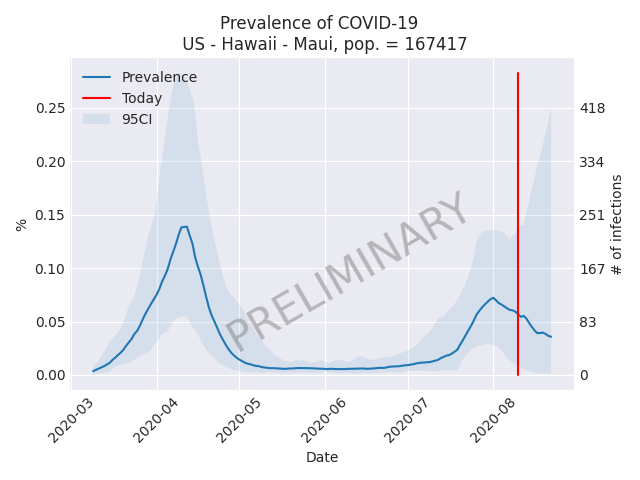 Prevalence of COVID-19
US - Hawaii - Maui, pop. = 167417
Prevalence
Today
95CI
0.25
0.20
0.15
0.10
0.05
0.00
%
418
334
251
167
83
0
# of infections
PRELIMINARY
2020-03
2020-04
2020-05
2020-06
2020-07
2020-08
Date